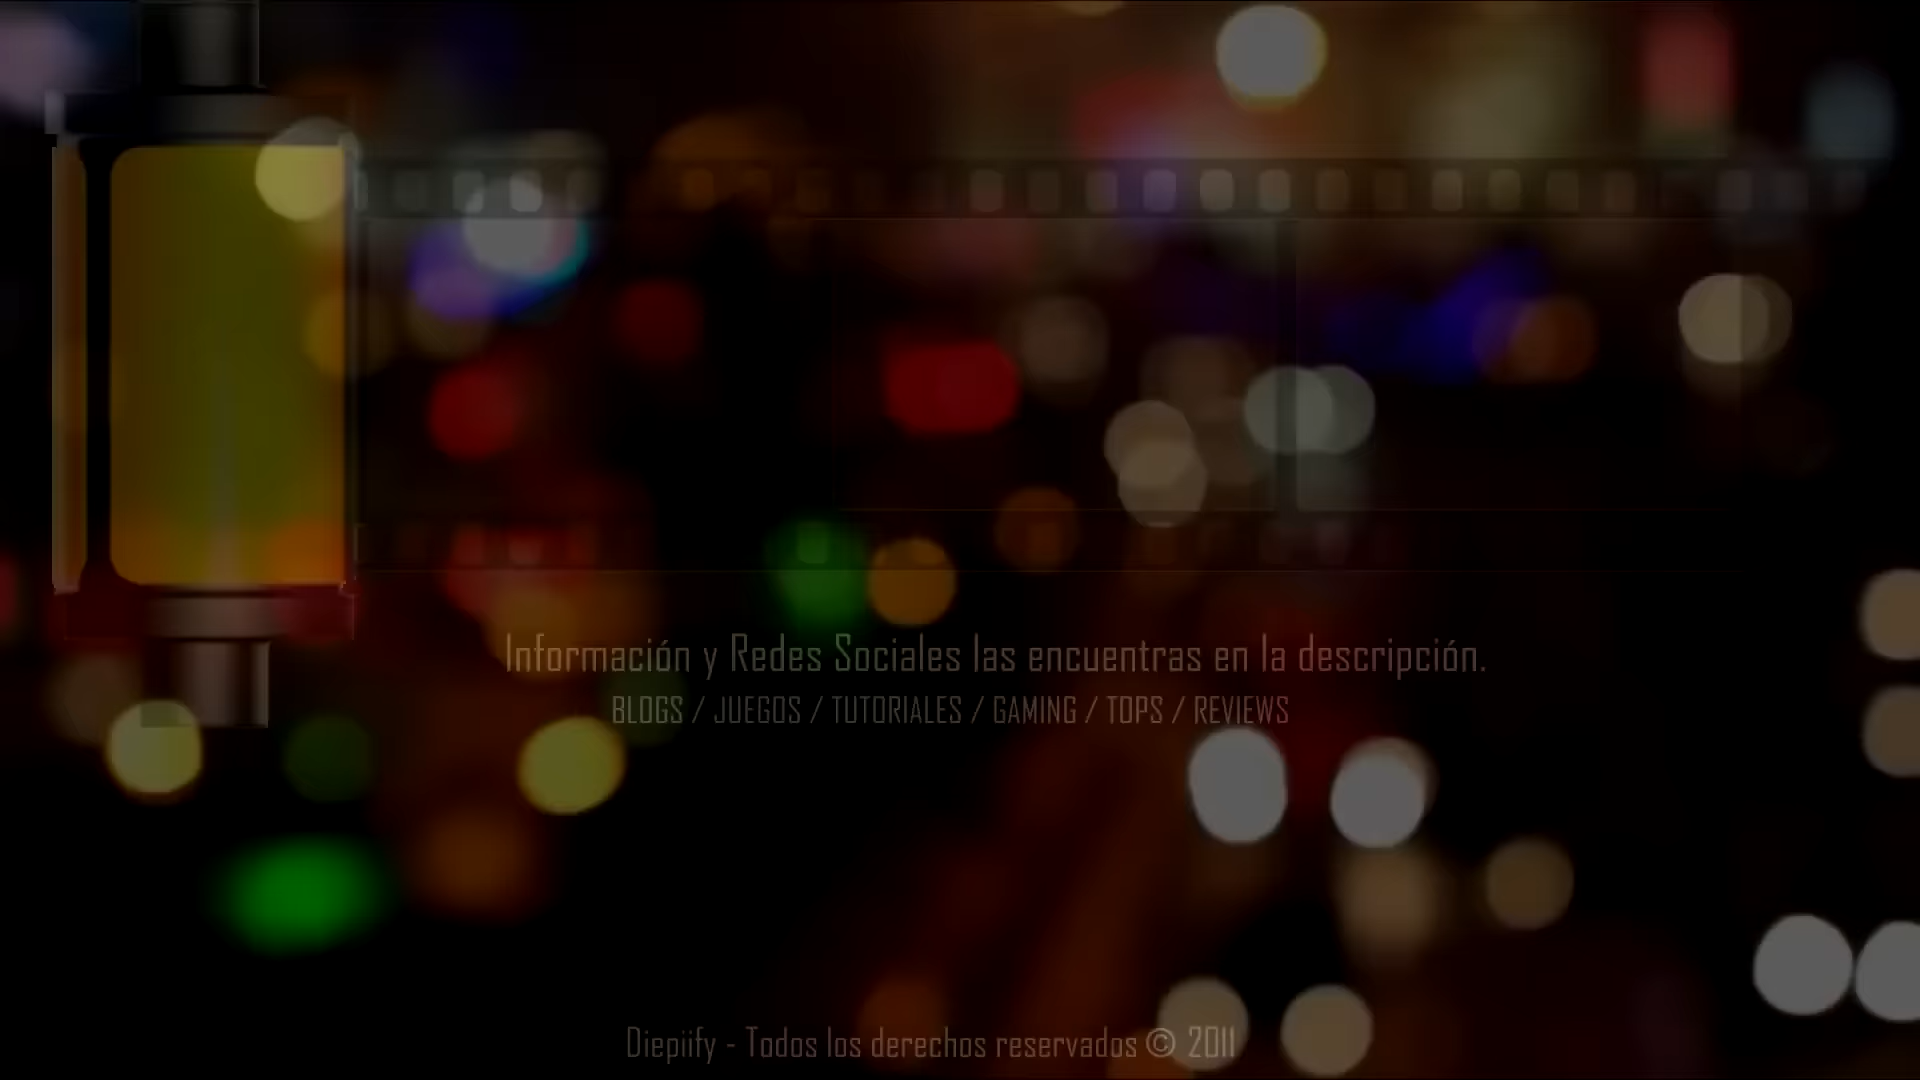 Información y Redes Sociales las encuentras en la descripción.
BLOGS / JUEGOS / TUTORIALES / GAMING / TOPS / REVIEWS
Diepiify - Todos los derechos reservados © 2011